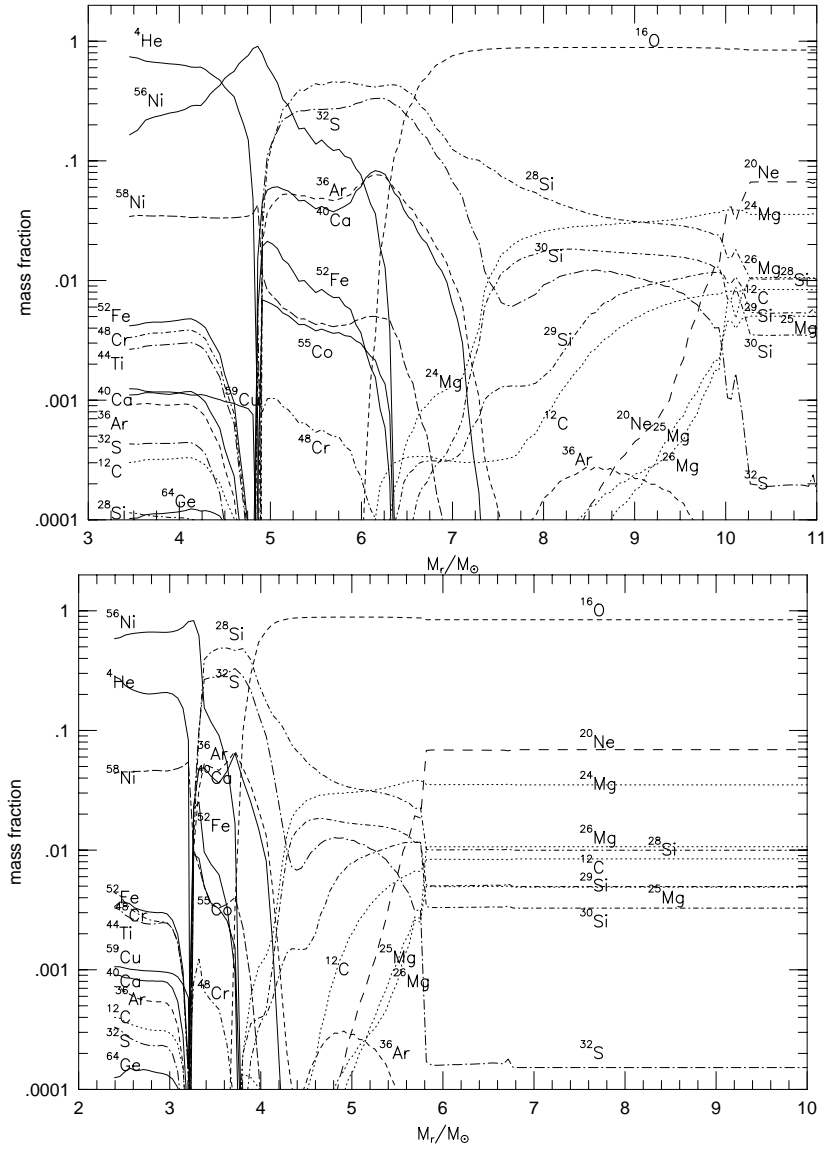 1
.1
.01
.001
.0001
mass fraction
⁴He
⁵⁶Ni
⁵⁸Ni
⁵²Fe
⁴⁸Cr
⁴⁴Ti
⁴⁰Ca
³⁶Ar
³²S
¹²C
²⁸Si
⁶⁴Ge
⁵⁹Cu
³²S
³⁶Ar
⁴⁰Ca
⁵²Fe
⁵⁵Co
⁴⁸Cr
¹⁶O
²⁸Si
³⁰Si
²⁹Si
²⁴Mg
¹²C
²⁰Ne
²⁵Mg
²⁶Mg
³⁶Ar
²⁰Ne
²⁴Mg
²⁶Mg
²⁸Si
¹²C
²⁹Si
²⁵Mg
³⁰Si
³²S
3 4 5 6 7 8 9 10 11
Mᵣ/M☉
1
.1
.01
.001
.0001
mass fraction
⁵⁶Ni
⁴He
⁵⁸Ni
⁵²Fe
⁴⁸Cr
⁴⁴Ti
⁵⁹Cu
⁴⁰Ca
³⁶Ar
¹²C
³²S
⁶⁴Ge
²⁸Si
³²S
³⁶Ar
⁴⁰Ca
⁵²Fe
⁵⁵Co
⁴⁸Cr
¹²C
²⁵Mg
²⁶Mg
³⁶Ar
¹⁶O
²⁰Ne
²⁴Mg
²⁶Mg
²⁸Si
¹²C
²⁹Si
²⁵Mg
³⁰Si
³²S
2 3 4 5 6 7 8 9 10
Mᵣ/M☉